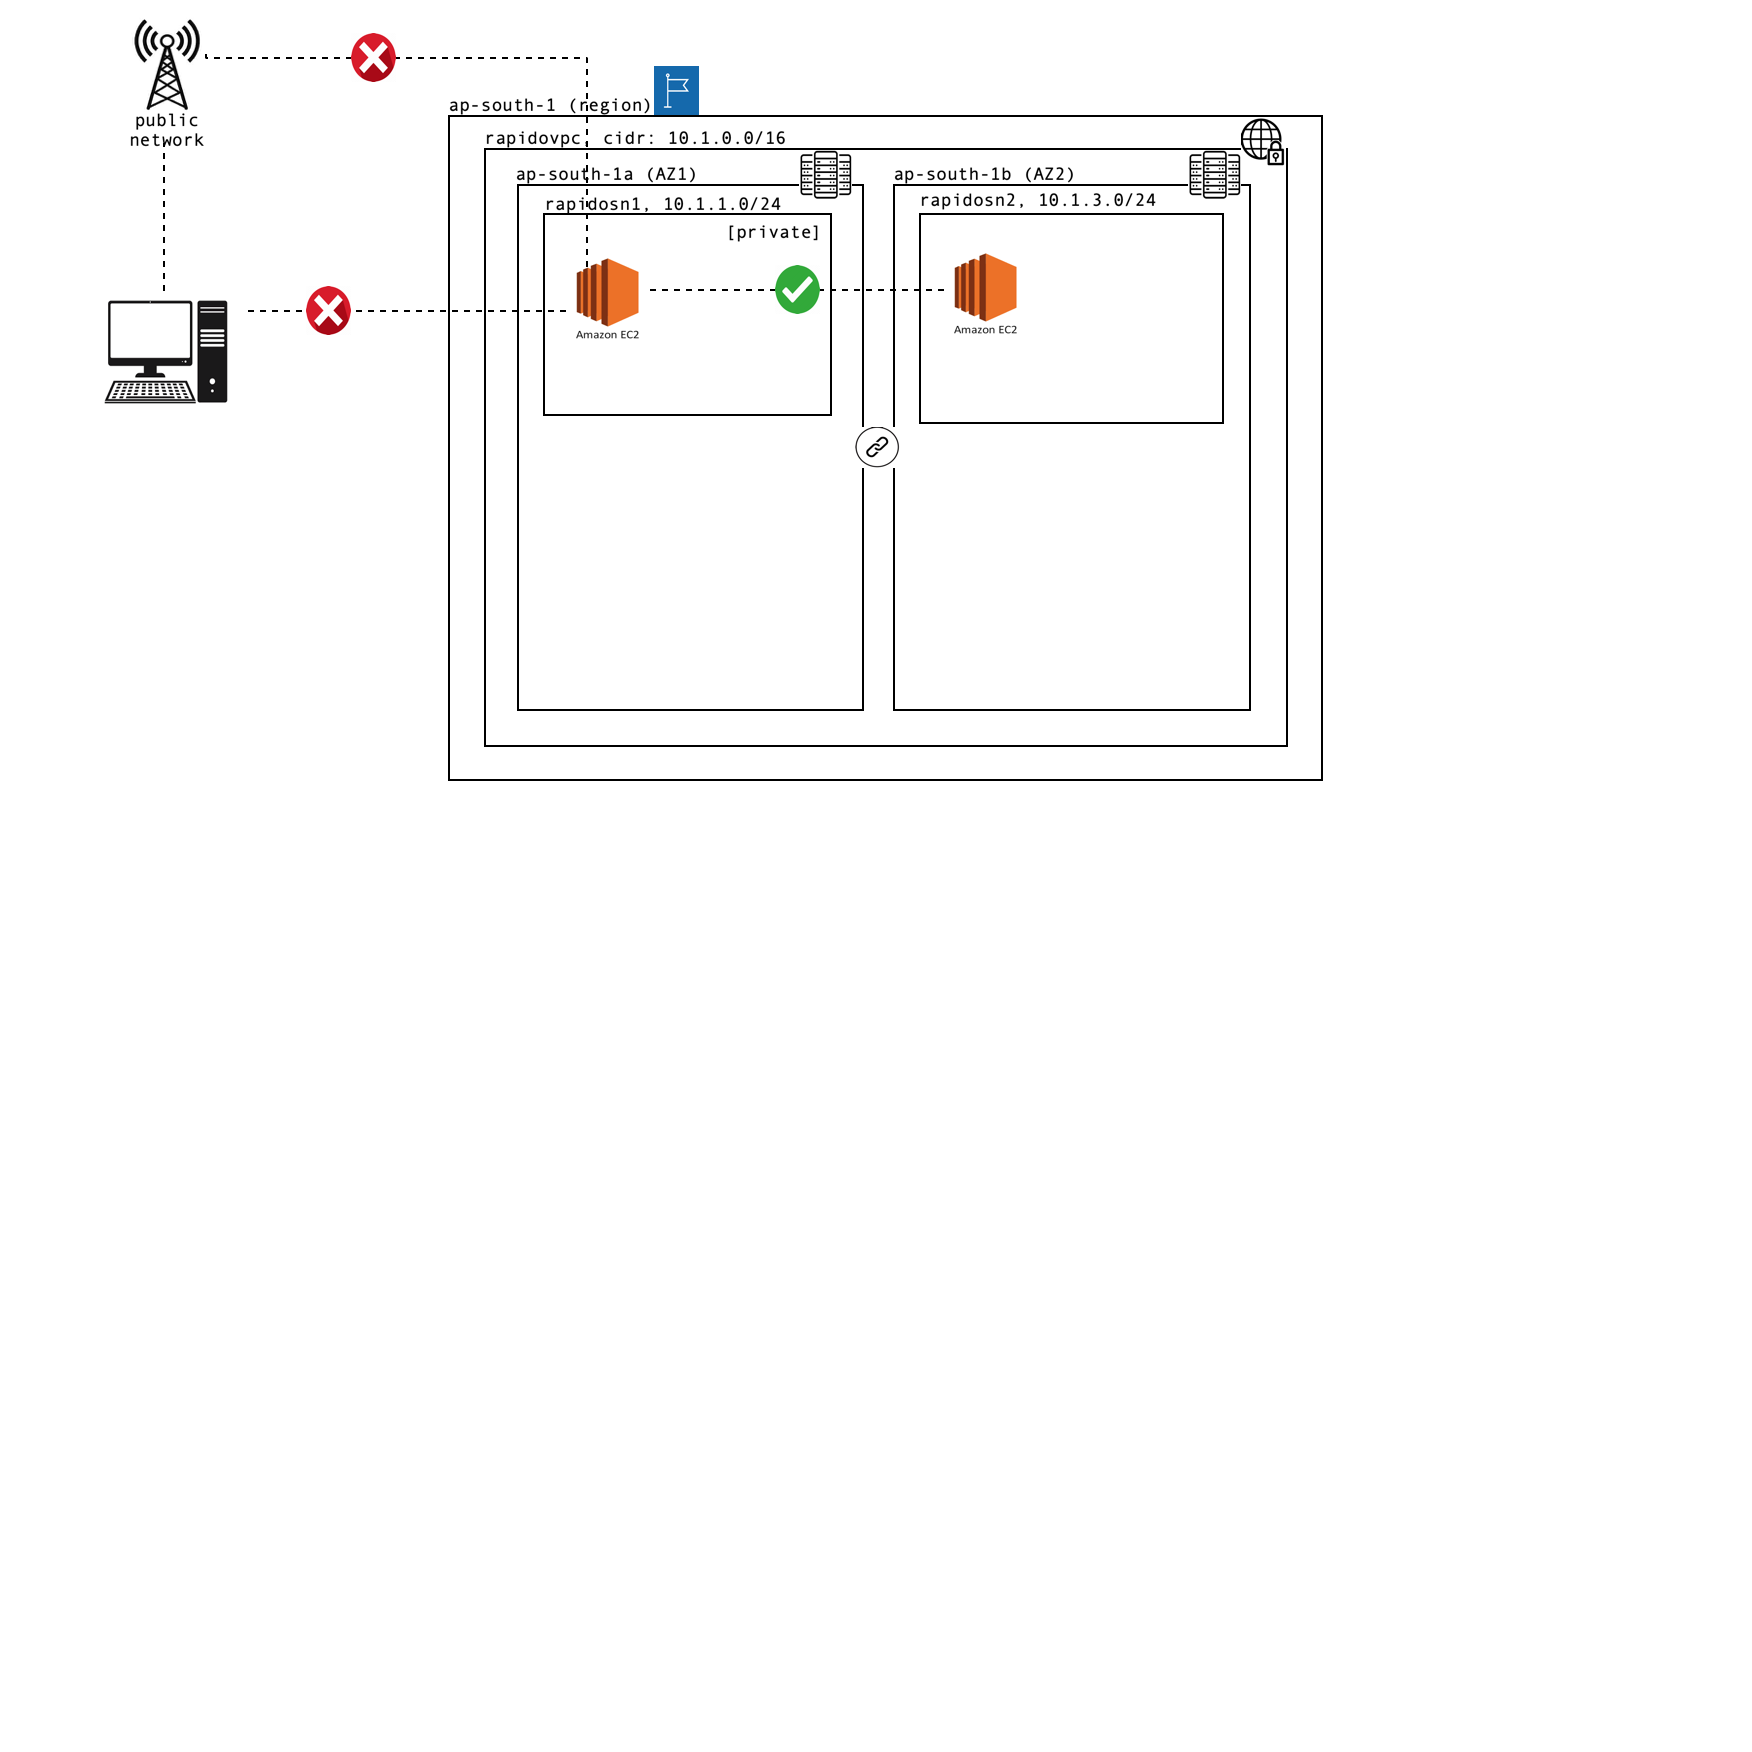 public
network
ap-south-1 (region)
rapidovpc, cidr: 10.1.0.0/16
ap-south-1a (AZ1)
rapidosn1, 10.1.1.0/24
[private]
Amazon EC2
ap-south-1b (AZ2)
rapidosn2, 10.1.3.0/24
Amazon EC2